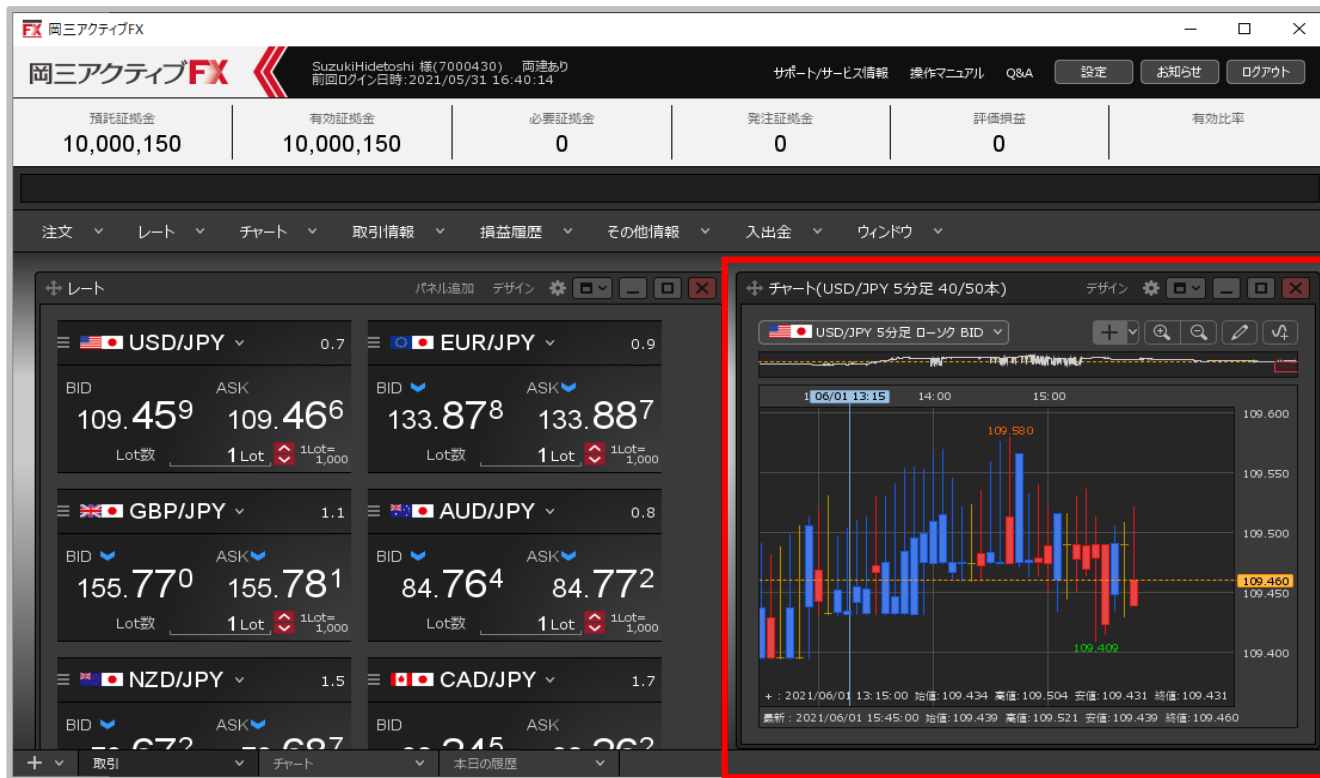 FX 岡三アクティブFX
岡三アクティブFX
SuzukiHidetoshi 様(7000430) 両建あり
前回ログイン日時:2021/05/31 16:40:14
サポート/サービス情報 操作マニュアル Q&A 設定 お知らせ ログアウト
預託証拠金 有効証拠金 必要証拠金 発注証拠金 評価損益 有効比率
10,000,150 10,000,150 0 0 0
注文 レート チャート 取引情報 損益履歴 その他情報 入出金 ウィンドウ
レート パネル追加 デザイン
USD/JPY 0.7
BID ASK
109.459 109.466
Lot数 1 Lot 1Lot=
1,000
EUR/JPY 0.9
BID ASK
133.878 133.887
Lot数 1 Lot 1Lot=
1,000
GBP/JPY 1.1
BID ASK
155.770 155.781
Lot数 1 Lot 1Lot=
1,000
AUD/JPY 0.8
BID ASK
84.764 84.772
Lot数 1 Lot 1Lot=
1,000
NZD/JPY 1.5
BID ASK
CAD/JPY 1.7
BID ASK
チャート(USD/JPY 5分足 40/50本) デザイン
USD/JPY 5分足 ローソク BID
06/01 13:15 14:00 15:00
109.600
109.580
109.550
109.500
109.460
109.450
109.409
109.400
+ : 2021/06/01 13:15:00 始値:109.434 高値:109.504 安値:109.431 終値:109.431
最新 : 2021/06/01 15:45:00 始値:109.439 高値:109.521 安値:109.439 終値:109.460
取引 チャート 本日の履歴